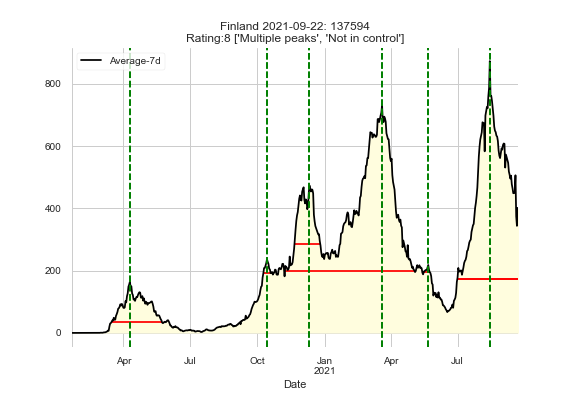 Finland 2021-09-22: 137594
Rating:8 ['Multiple peaks', 'Not in control']
Average-7d
800
600
400
200
0
Apr Jul Oct Jan Apr Jul
2021
Date